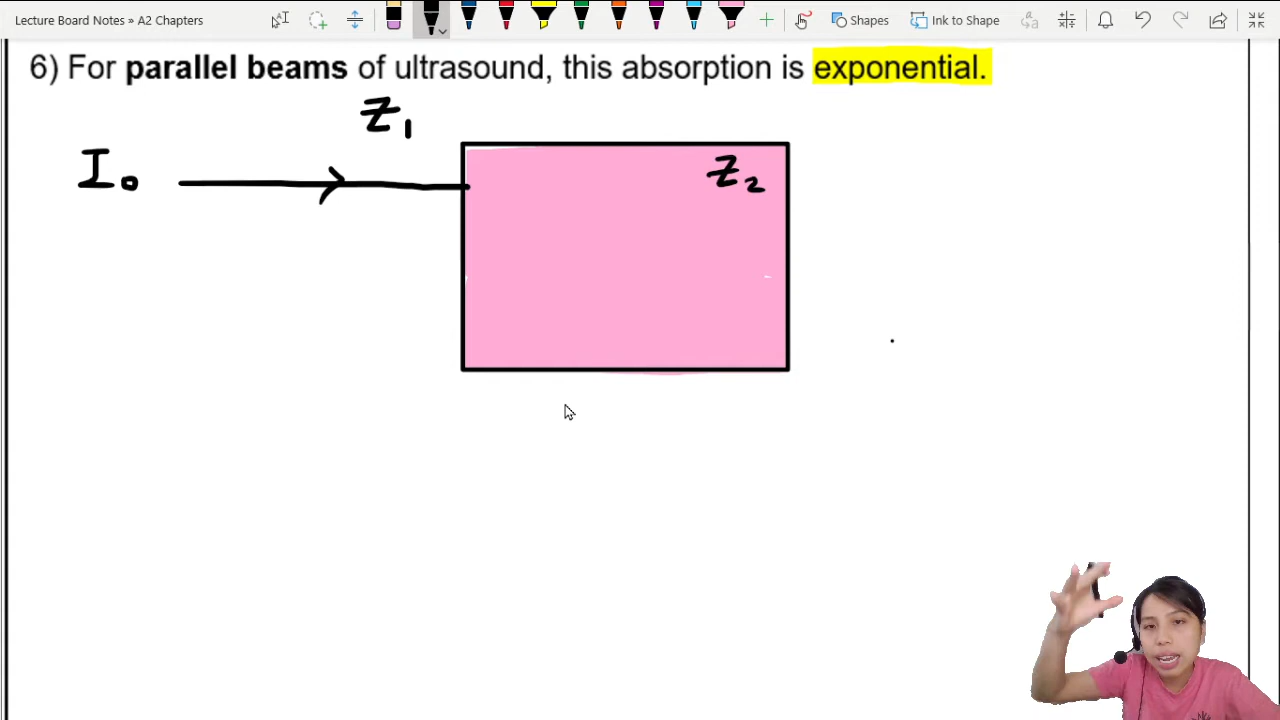 Lecture Board Notes » A2 Chapters
Shapes
Ink to Shape
6) For parallel beams of ultrasound, this absorption is exponential.
Z₁
I₀
Z₂